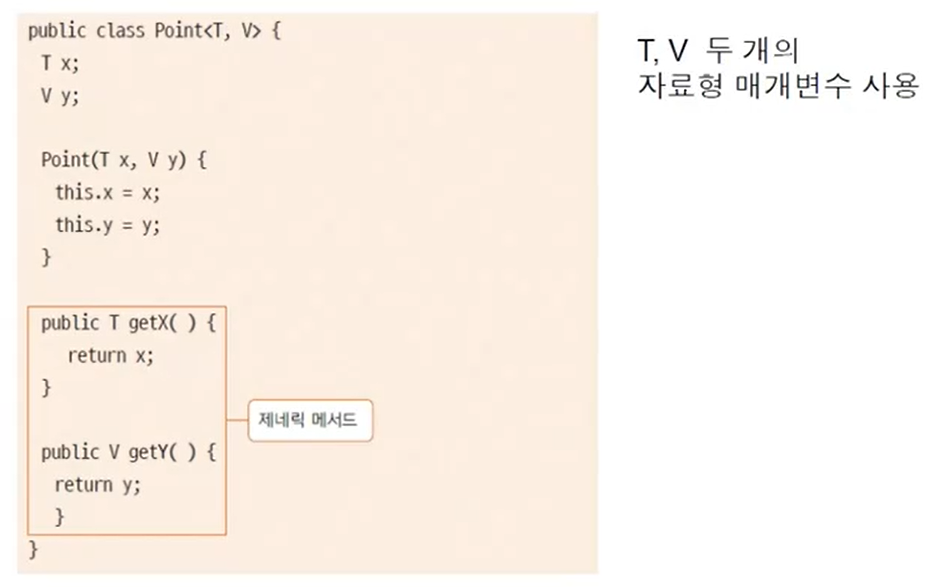 public class Point<T, V> {
T x;
V y;
Point(T x, V y) {
this.x = x;
this.y = y;
}
public T getX( ) {
return x;
}
public V getY( ) {
return y;
}
}
제네릭 메서드
T, V 두 개의
자료형 매개변수 사용